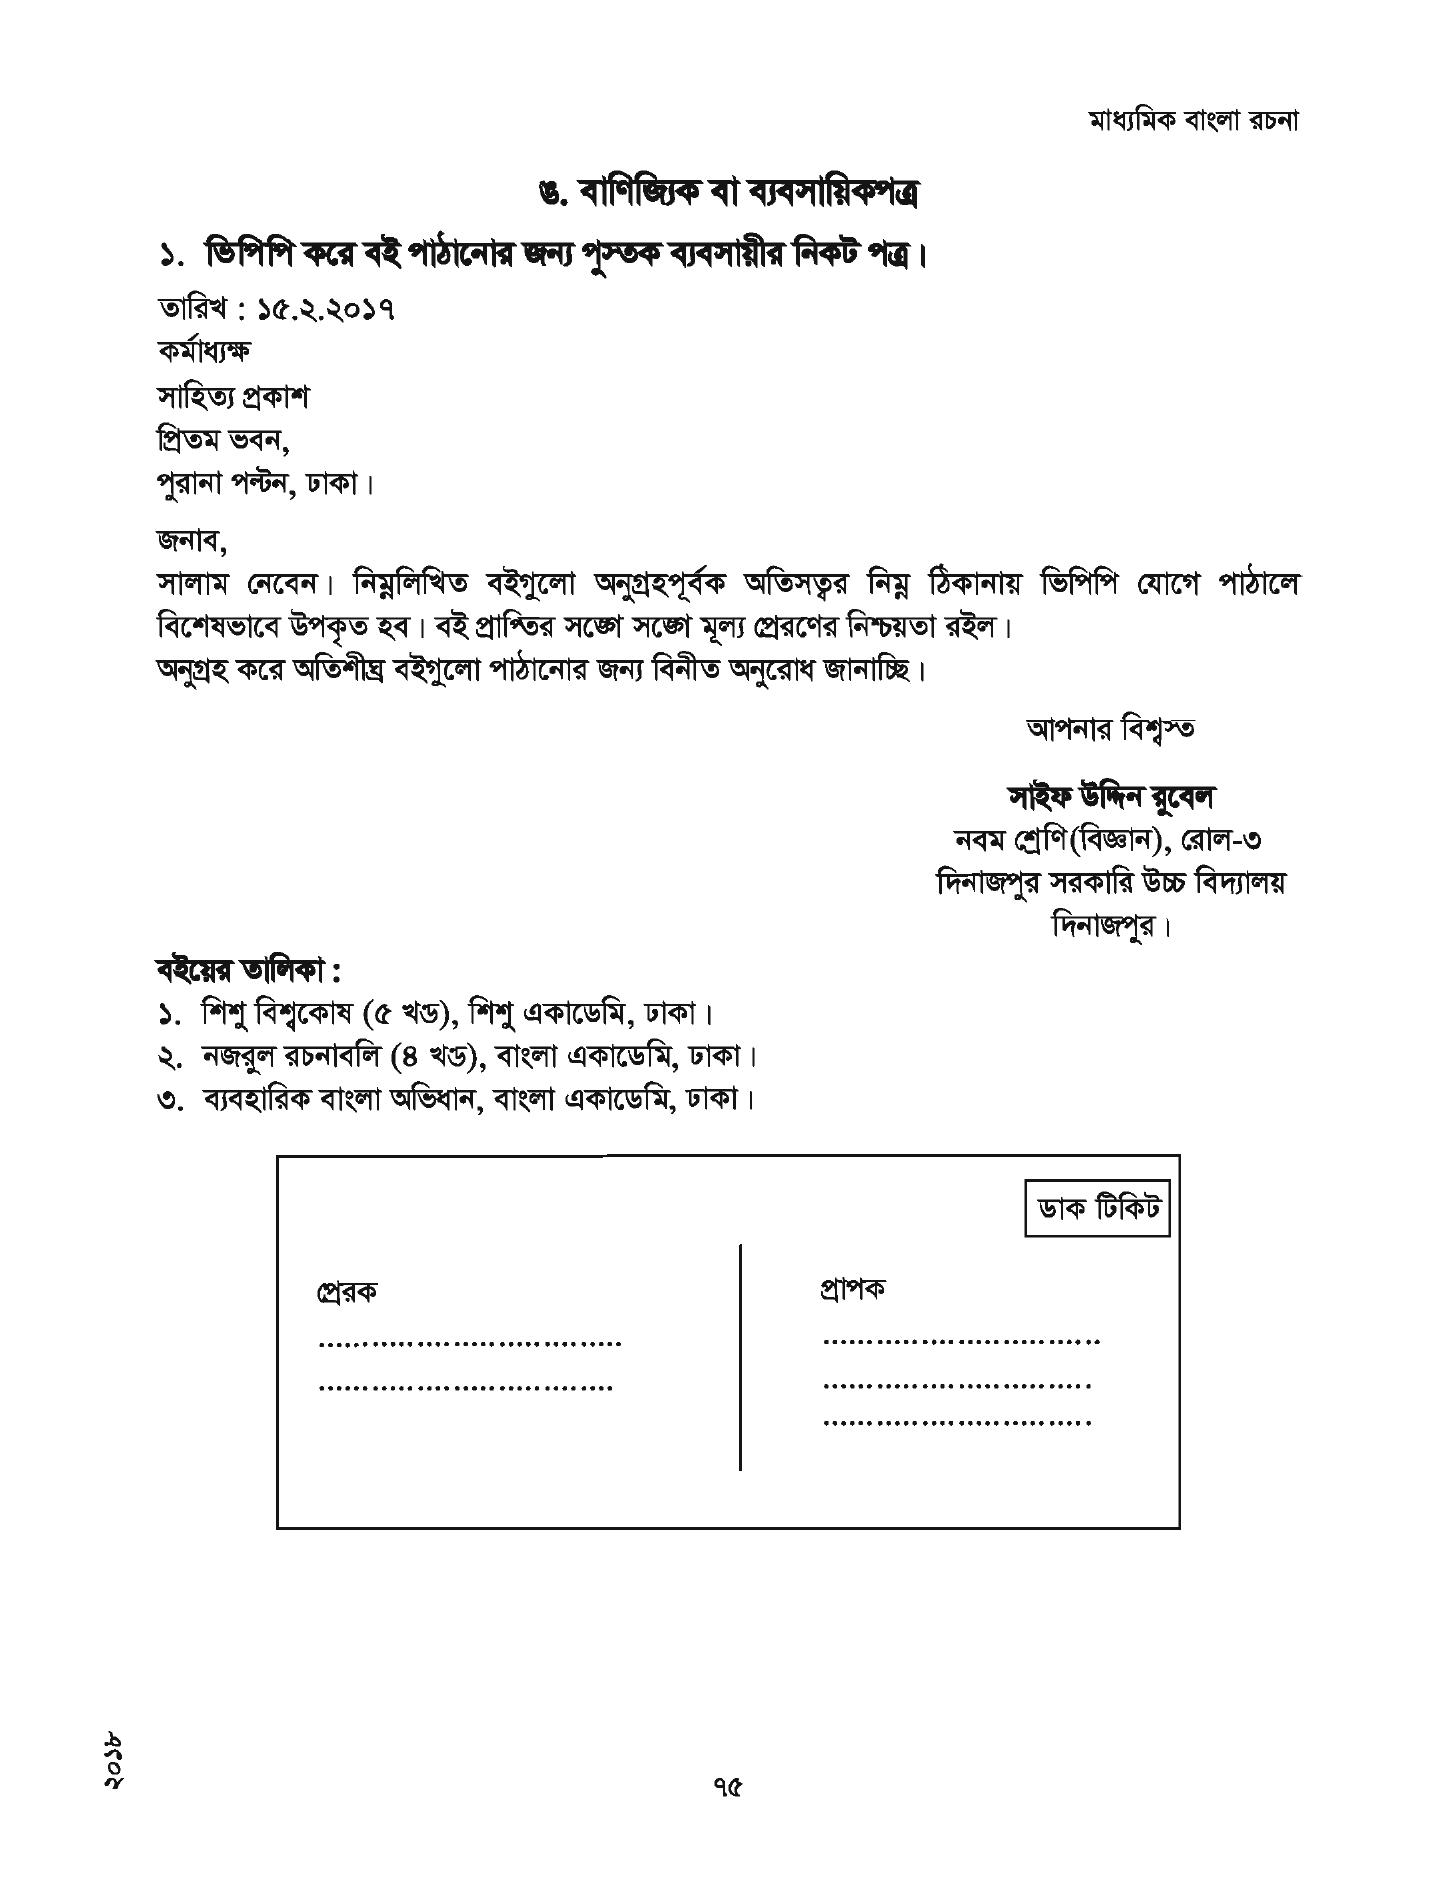 মাধ্যমিক বাংলা রচনা
ঙ. বাণিজ্যিক বা ব্যবসায়িকপত্র
১. ভিপিপি করে বই পাঠানোর জন্য পুস্তক ব্যবসায়ীর নিকট পত্র।
তারিখ : ১৫.২.২০১৭
কর্মাধ্যক্ষ
সাহিত্য প্রকাশ
প্রিতম ভবন,
পুরানা পল্টন, ঢাকা।
জনাব,
সালাম নেবেন। নিম্নলিখিত বইগুলো অনুগ্রহপূর্বক অতিসত্বর নিম্ন ঠিকানায় ভিপিপি যোগে পাঠালে
বিশেষভাবে উপকৃত হব। বই প্রাপ্তির সঙ্গে সঙ্গে মূল্য প্রেরণের নিশ্চয়তা রইল।
অনুগ্রহ করে অতিশীঘ্র বইগুলো পাঠানোর জন্য বিনীত অনুরোধ জানাচ্ছি।
আপনার বিশ্বস্ত
সাইফ উদ্দিন রুবেল
নবম শ্রেণি(বিজ্ঞান), রোল-৩
দিনাজপুর সরকারি উচ্চ বিদ্যালয়
দিনাজপুর।
বইয়ের তালিকা :
১. শিশু বিশ্বকোষ (৫ খণ্ড), শিশু একাডেমি, ঢাকা।
২. নজরুল রচনাবলি (৪ খণ্ড), বাংলা একাডেমি, ঢাকা।
৩. ব্যবহারিক বাংলা অভিধান, বাংলা একাডেমি, ঢাকা।
ডাক টিকিট
প্রেরক
..................................
.................................
প্রাপক
...............................
..............................
..............................
২০১৮
৭৫